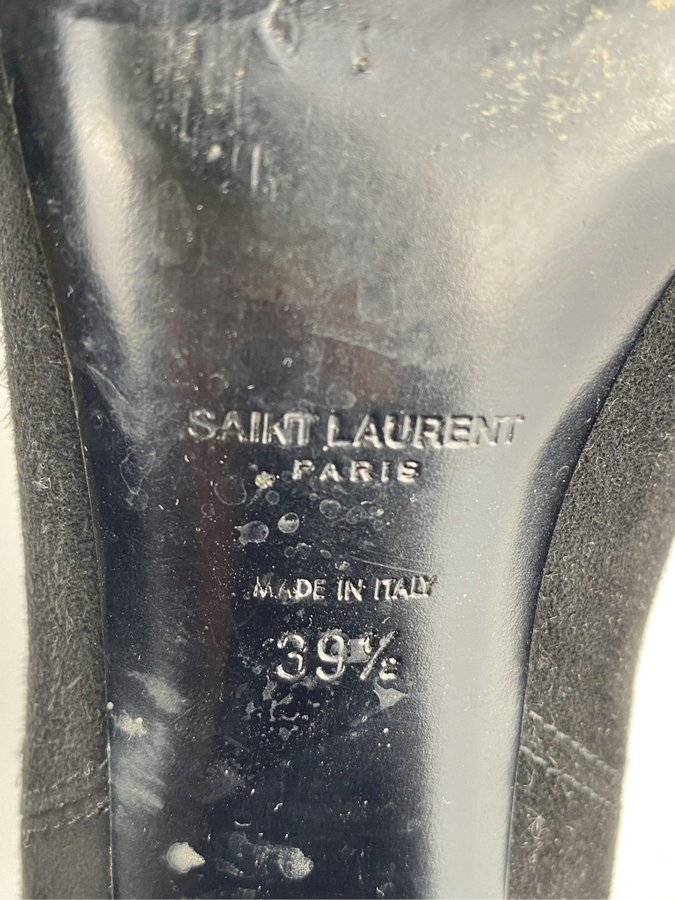 SAINT LAURENT
PARIS
MADE IN ITALY
39½